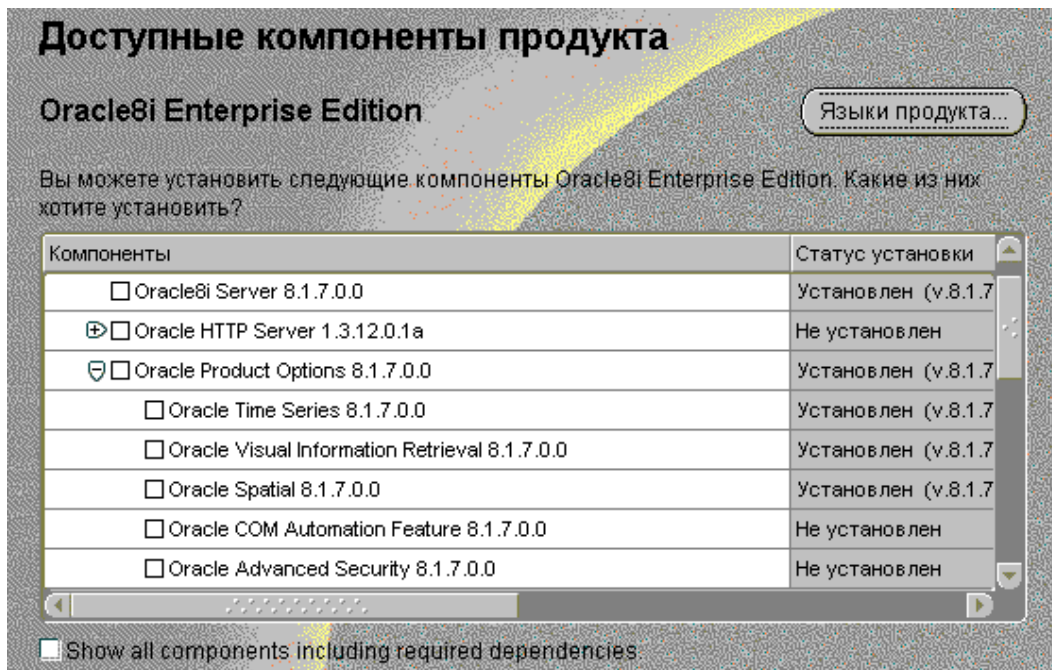 Доступные компоненты продукта
Oracle8i Enterprise Edition
Языки продукта...
Вы можете установить следующие компоненты Oracle8i Enterprise Edition. Какие из них
хотите установить?
Компоненты Статус установки
Oracle8i Server 8.1.7.0.0 Установлен (v.8.1.7
Oracle HTTP Server 1.3.12.0.1a Не установлен
Oracle Product Options 8.1.7.0.0 Установлен (v.8.1.7
Oracle Time Series 8.1.7.0.0 Установлен (v.8.1.7
Oracle Visual Information Retrieval 8.1.7.0.0 Установлен (v.8.1.7
Oracle Spatial 8.1.7.0.0 Установлен (v.8.1.7
Oracle COM Automation Feature 8.1.7.0.0 Не установлен
Oracle Advanced Security 8.1.7.0.0 Не установлен
Show all components including required dependencies.